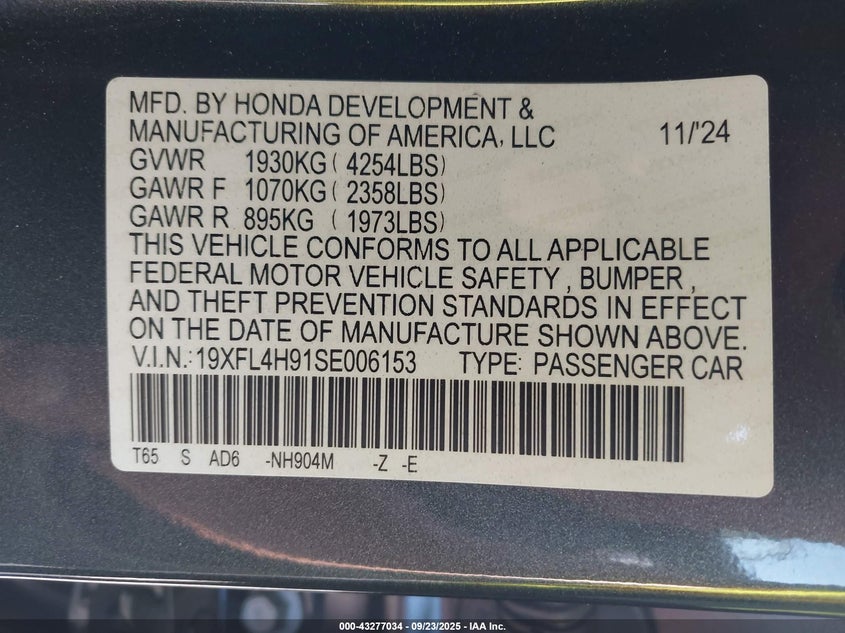 MFD. BY HONDA DEVELOPMENT &
MANUFACTURING OF AMERICA, LLC 11/'24
GVWR 1930KG ( 4254LBS)
GAWR F 1070KG ( 2358LBS)
GAWR R 895KG ( 1973LBS)
THIS VEHICLE CONFORMS TO ALL APPLICABLE
FEDERAL MOTOR VEHICLE SAFETY , BUMPER ,
AND THEFT PREVENTION STANDARDS IN EFFECT
ON THE DATE OF MANUFACTURE SHOWN ABOVE.
V.I.N.: 19XFL4H91SE006153 TYPE: PASSENGER CAR
T65 S AD6 -NH904M -Z -E
000-43277034 - 09/23/2025 - IAA Inc.